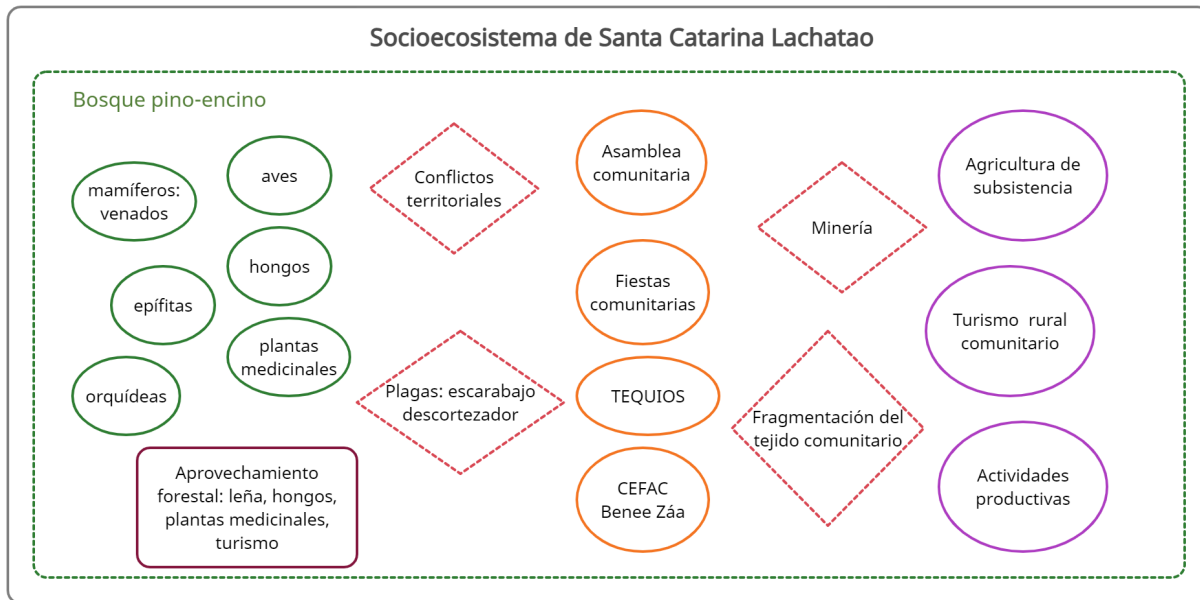 Socioecosistema de Santa Catarina Lachatao
Bosque pino-encino
mamíferos:
venados
aves
hongos
epífitas
plantas
medicinales
orquídeas
Aprovechamiento
forestal: leña, hongos,
plantas medicinales,
turismo
Conflictos
territoriales
Plagas: escarabajo
descortezador
Asamblea
comunitaria
Fiestas
comunitarias
TEQUIOS
CEFAC
Benee Záa
Minería
Fragmentación del
tejido comunitario
Agricultura de
subsistencia
Turismo rural
comunitario
Actividades
productivas